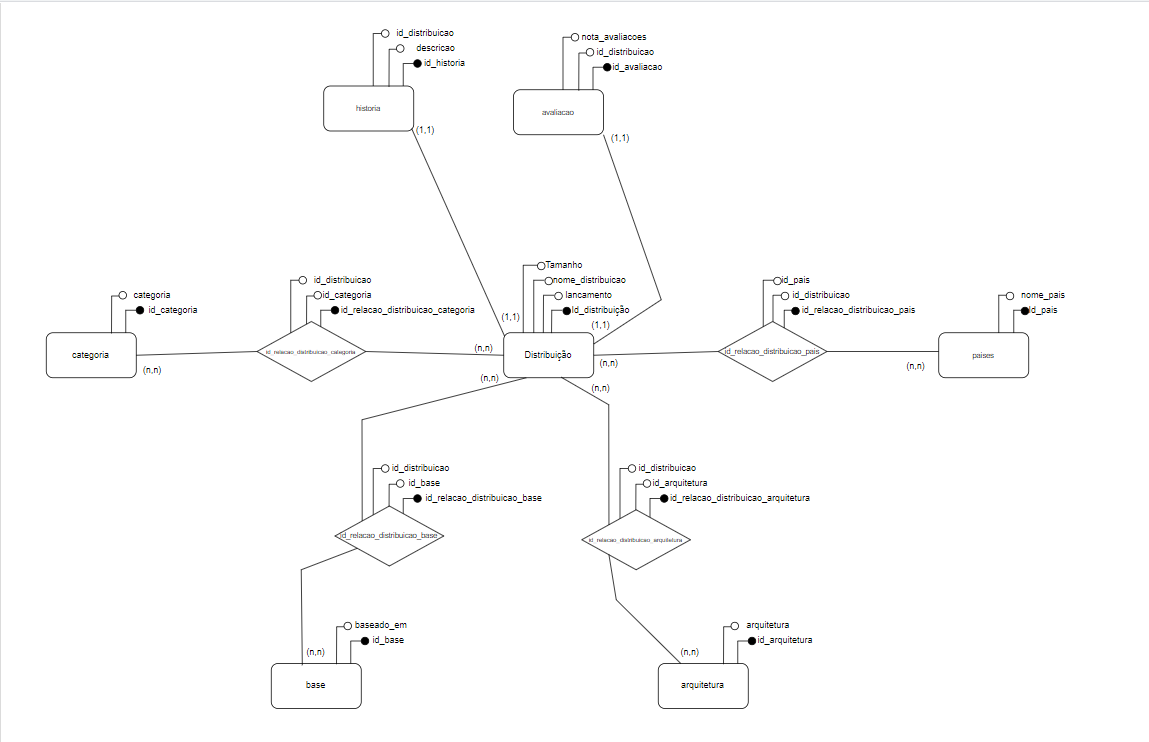 id_distribuicao
descricao
id_historia
historia
(1,1)
nota_avaliacoes
id_distribuicao
id_avaliacao
avaliacao
(1,1)
Tamanho
nome_distribuicao
lancamento
id_distribuição
(1,1)
(1,1)
Distribuição
(n,n)
(n,n)
(n,n)
(n,n)
categoria
id_categoria
categoria
(n,n)
id_distribuicao
id_categoria
id_relacao_distribuicao_categoria
id_relacao_distribuicao_categoria
id_pais
id_distribuicao
id_relacao_distribuicao_pais
id_relacao_distribuicao_pais
nome_pais
id_pais
paises
(n,n)
id_distribuicao
id_base
id_relacao_distribuicao_base
id_relacao_distribuicao_base
id_distribuicao
id_arquitetura
id_relacao_distribuicao_arquitetura
id_relacao_distribuicao_arquitetura
baseado_em
id_base
(n,n)
base
arquitetura
id_arquitetura
(n,n)
arquitetura